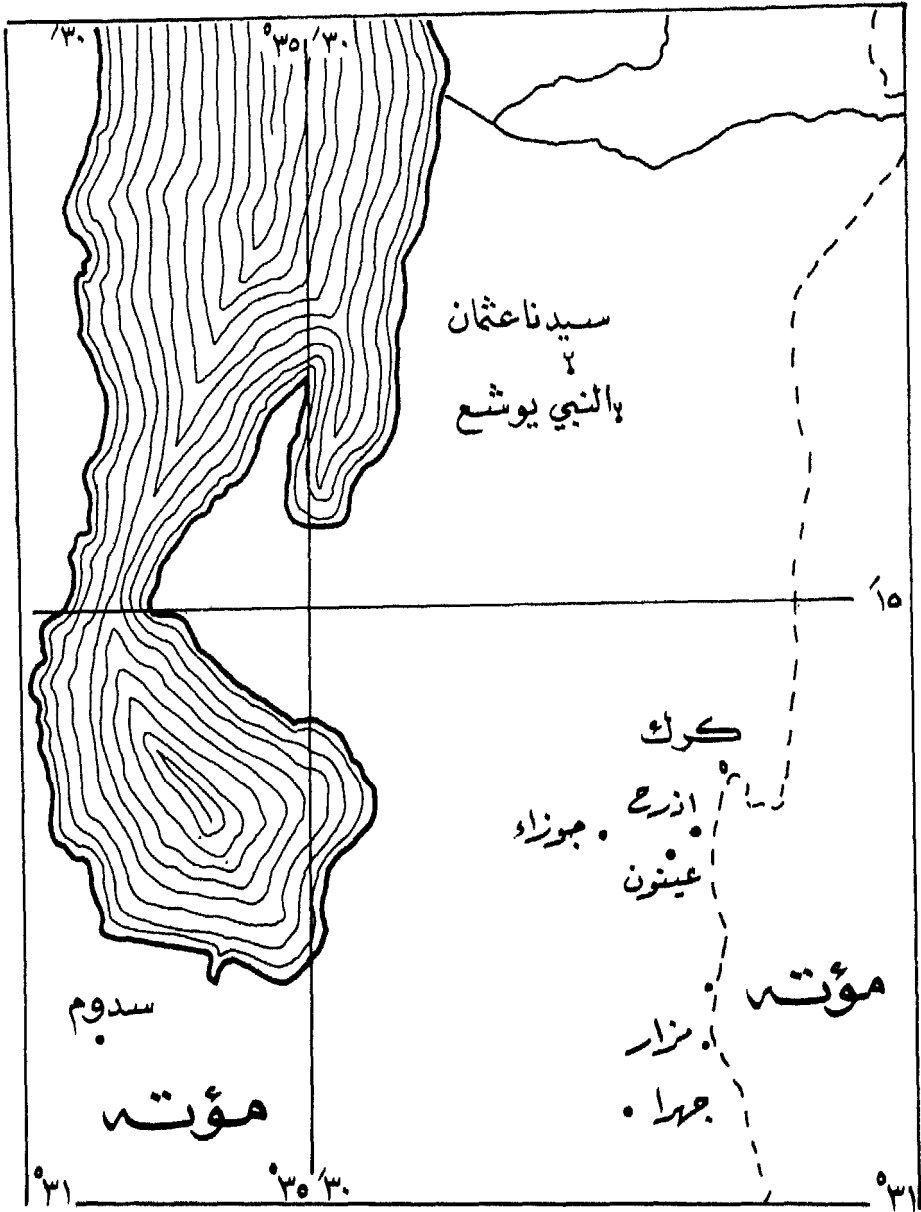 ٣٠′
٣٥° ٣٠′
سيدنا عثمان
النبي يوشع
١٥′
كرك
اذرح
جوزاء
عينون
مؤته
سدوم
مزار
مؤته
جهرا
٣١°
٣٥° ٣٠′
٣١°